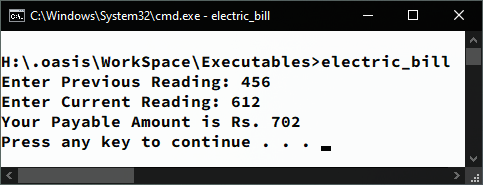 C:\Windows\System32\cmd.exe - electric_bill
H:\.oasis\WorkSpace\Executables>electric_bill
Enter Previous Reading: 456
Enter Current Reading: 612
Your Payable Amount is Rs. 702
Press any key to continue . . .